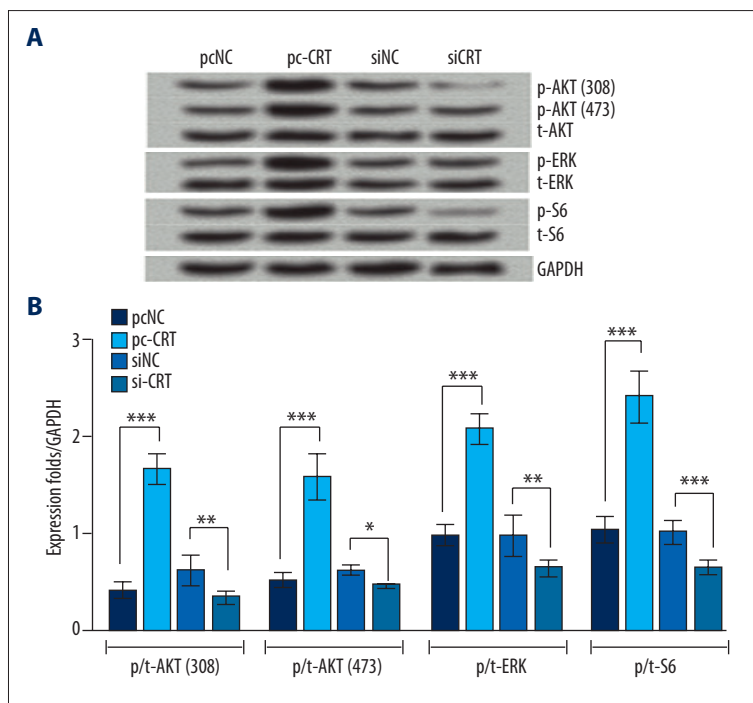 A
pcNC pc-CRT siNC siCRT
p-AKT (308)
p-AKT (473)
t-AKT
p-ERK
t-ERK
p-S6
t-S6
GAPDH
B
pcNC
pc-CRT
siNC
si-CRT
Expression folds/GAPDH
3
2
1
0
*** ** *** * *** ** *** ***
p/t-AKT (308) p/t-AKT (473) p/t-ERK p/t-S6